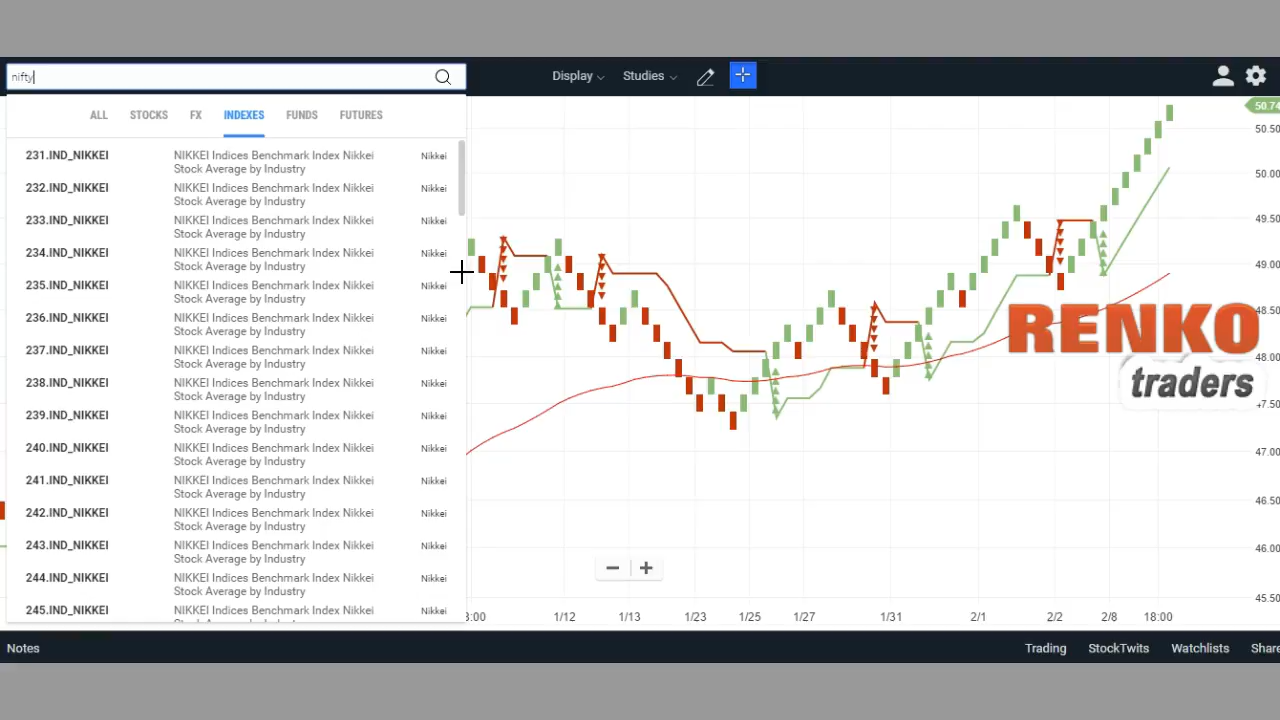 nifty
Display
Studies
ALL STOCKS FX INDEXES FUNDS FUTURES
231.IND_NIKKEI NIKKEI Indices Benchmark Index Nikkei Nikkei
Stock Average by Industry
232.IND_NIKKEI NIKKEI Indices Benchmark Index Nikkei Nikkei
Stock Average by Industry
233.IND_NIKKEI NIKKEI Indices Benchmark Index Nikkei Nikkei
Stock Average by Industry
234.IND_NIKKEI NIKKEI Indices Benchmark Index Nikkei Nikkei
Stock Average by Industry
235.IND_NIKKEI NIKKEI Indices Benchmark Index Nikkei Nikkei
Stock Average by Industry
236.IND_NIKKEI NIKKEI Indices Benchmark Index Nikkei Nikkei
Stock Average by Industry
237.IND_NIKKEI NIKKEI Indices Benchmark Index Nikkei Nikkei
Stock Average by Industry
238.IND_NIKKEI NIKKEI Indices Benchmark Index Nikkei Nikkei
Stock Average by Industry
239.IND_NIKKEI NIKKEI Indices Benchmark Index Nikkei Nikkei
Stock Average by Industry
240.IND_NIKKEI NIKKEI Indices Benchmark Index Nikkei Nikkei
Stock Average by Industry
241.IND_NIKKEI NIKKEI Indices Benchmark Index Nikkei Nikkei
Stock Average by Industry
242.IND_NIKKEI NIKKEI Indices Benchmark Index Nikkei Nikkei
Stock Average by Industry
243.IND_NIKKEI NIKKEI Indices Benchmark Index Nikkei Nikkei
Stock Average by Industry
244.IND_NIKKEI NIKKEI Indices Benchmark Index Nikkei Nikkei
Stock Average by Industry
245.IND_NIKKEI NIKKEI Indices Benchmark Index Nikkei Nikkei
50.74
50.50
50.00
49.50
49.00
48.50
48.00
47.50
47.00
46.50
46.00
45.50
RENKO
traders
3:00 1/12 1/13 1/23 1/25 1/27 1/31 2/1 2/2 2/8 18:00
Notes
Trading StockTwits Watchlists Share